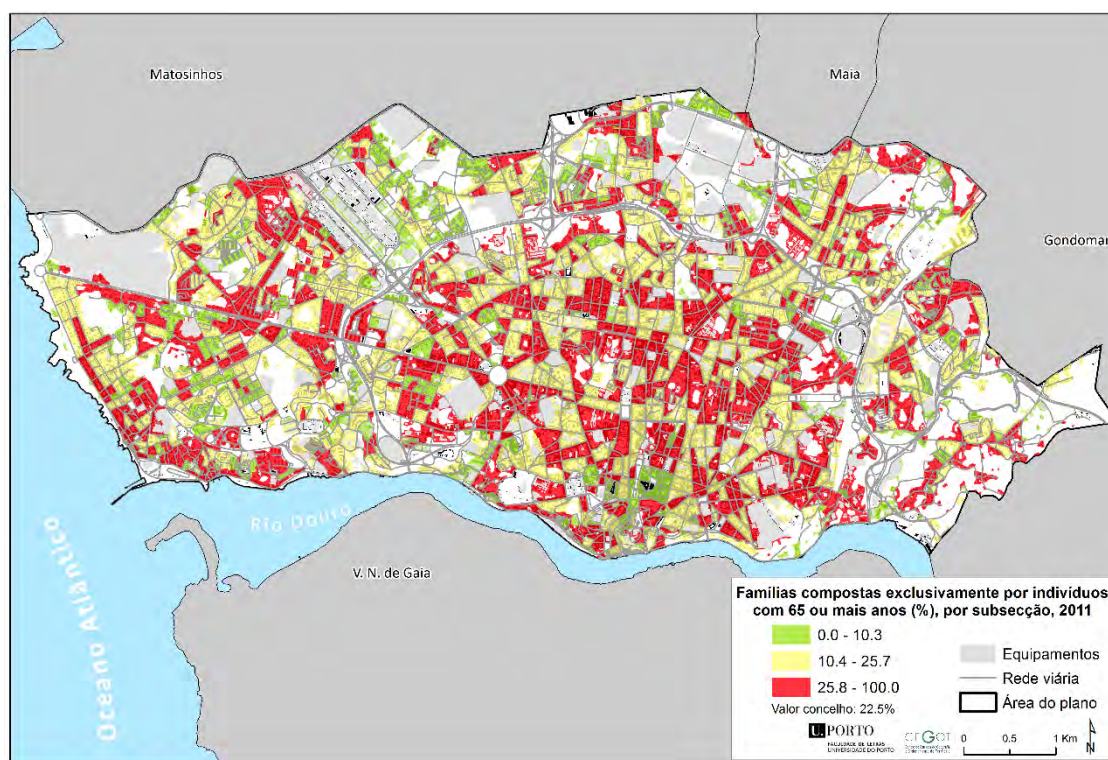 Matosinhos
Maia
Gondomar
Rio Douro
Oceano Atlântico
V. N. de Gaia
Famílias compostas exclusivamente por indivíduos
com 65 ou mais anos (%), por subsecção, 2011
0.0 - 10.3
10.4 - 25.7
25.8 - 100.0
Valor concelho: 22.5%
Equipamentos
Rede viária
Área do plano
U. PORTO
FACULDADE DE LETRAS
UNIVERSIDADE DO PORTO
CEGOT
0 0.5 1 Km
N